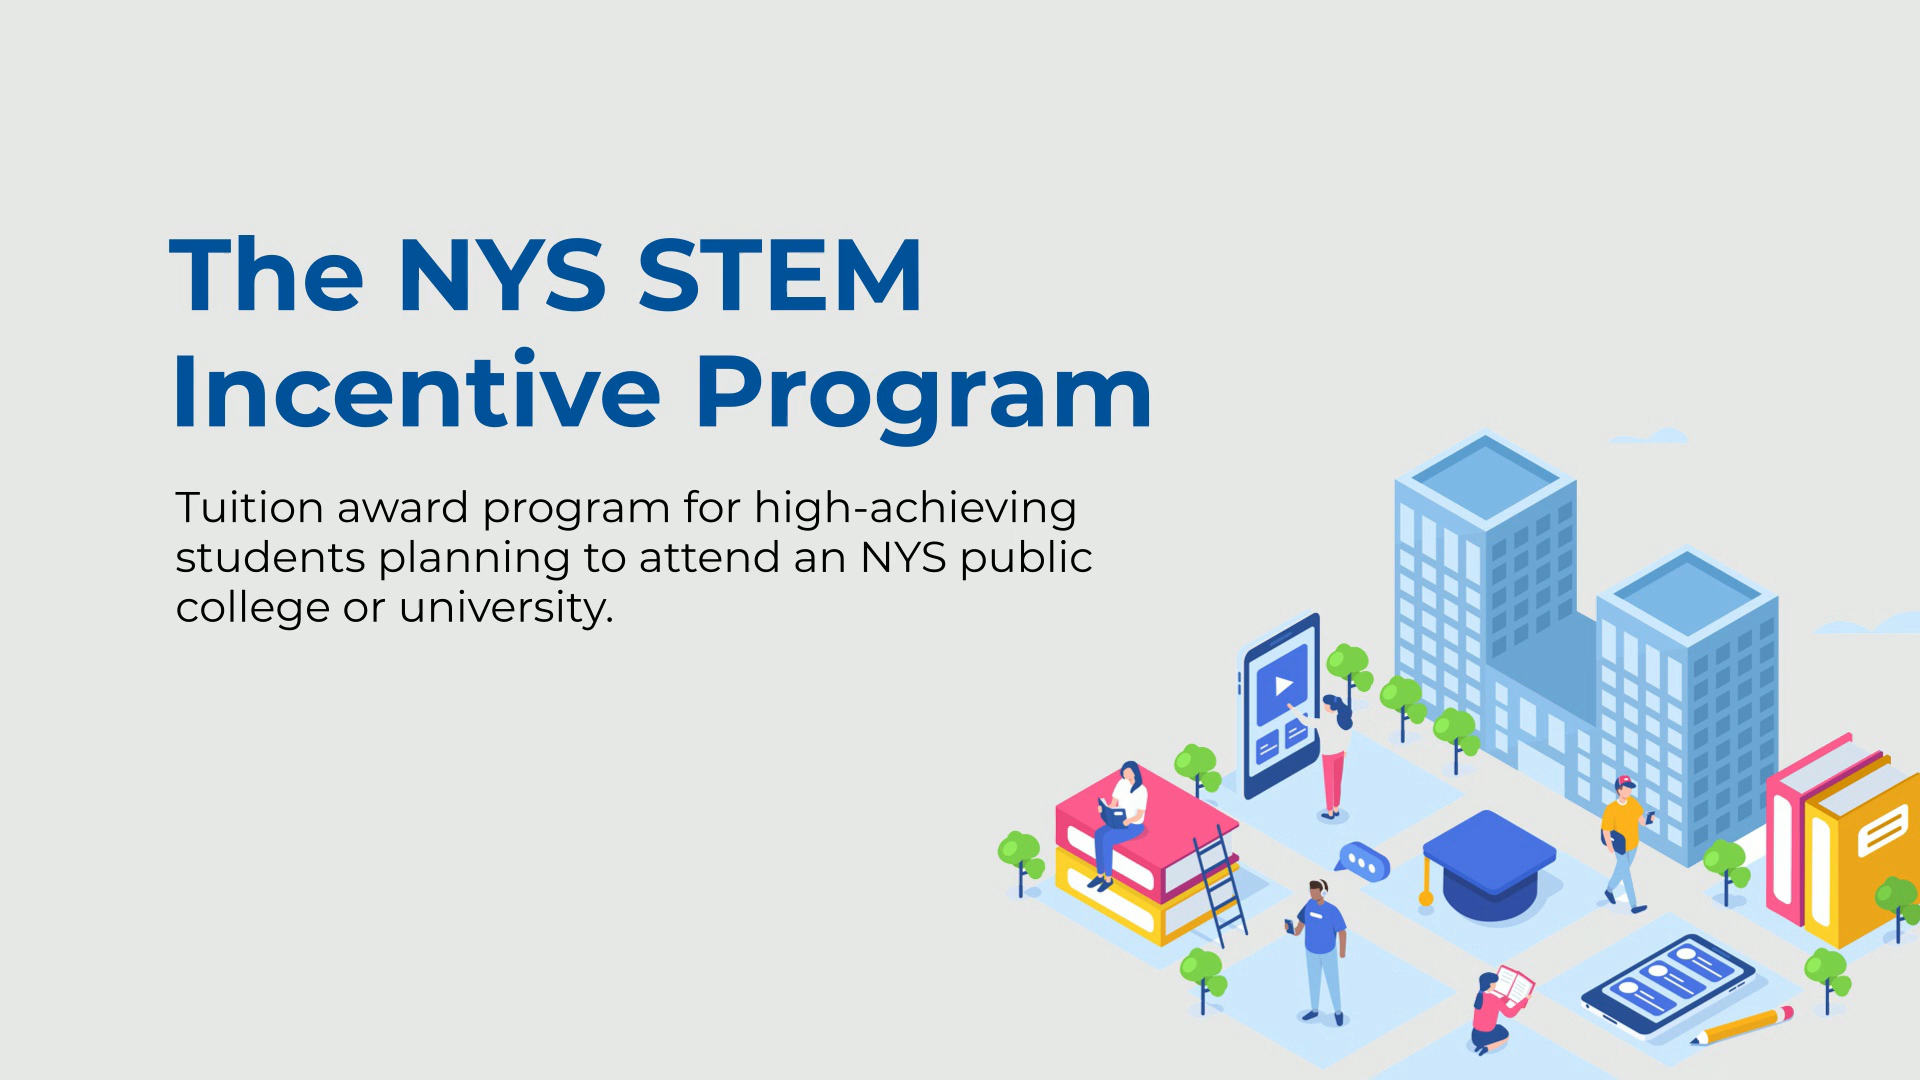 The NYS STEM
Incentive Program
Tuition award program for high-achieving
students planning to attend an NYS public
college or university.